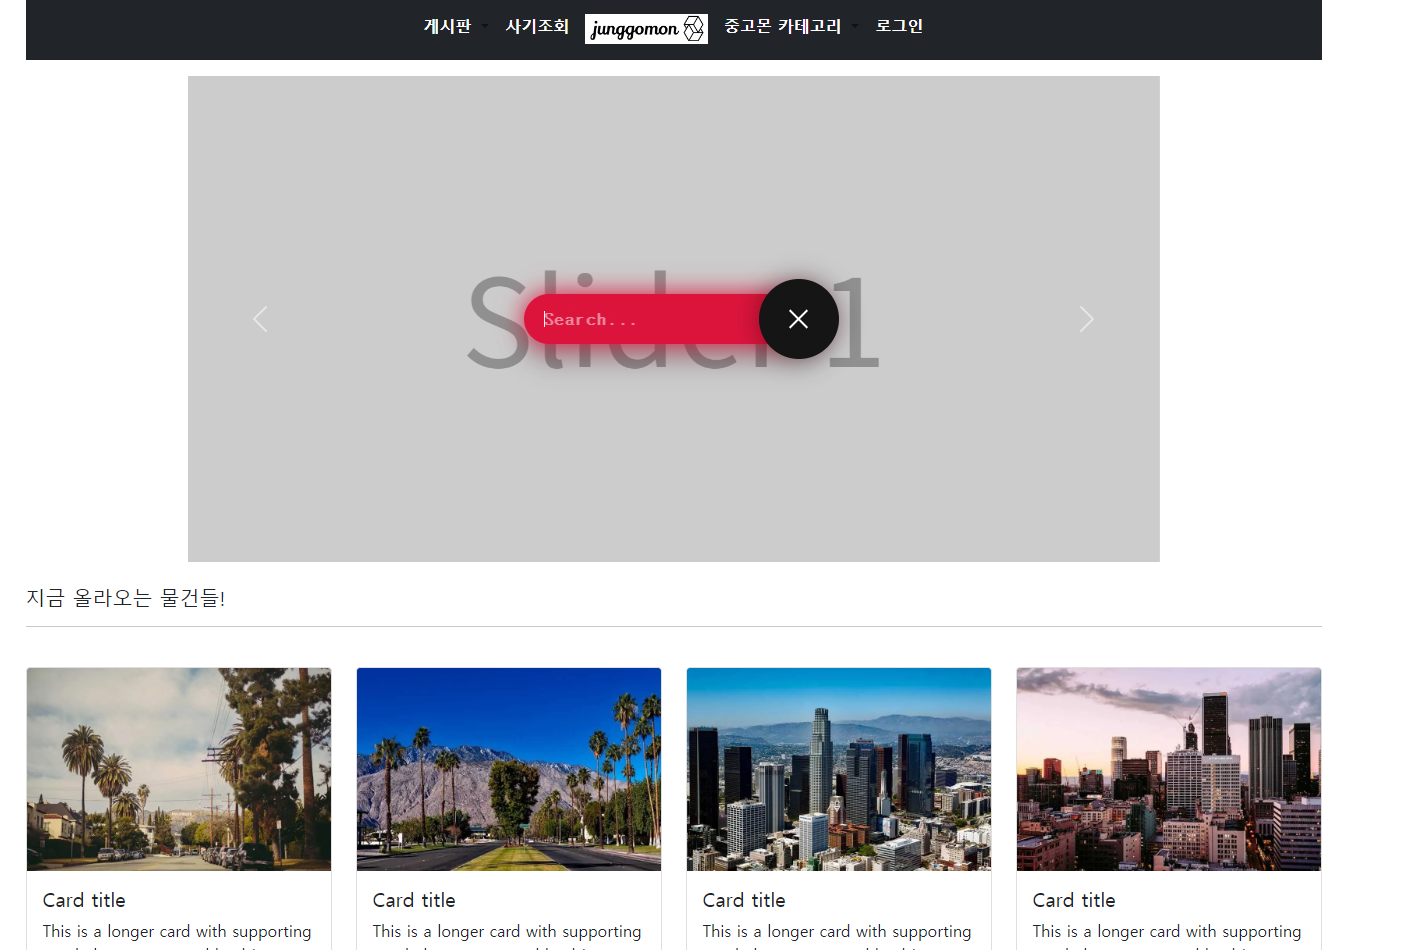 게시판 사기조회 junggomon 중고몬 카테고리 로그인
Slider 1
Search...
지금 올라오는 물건들!
Card title Card title Card title Card title
This is a longer card with supporting This is a longer card with supporting This is a longer card with supporting This is a longer card with supporting